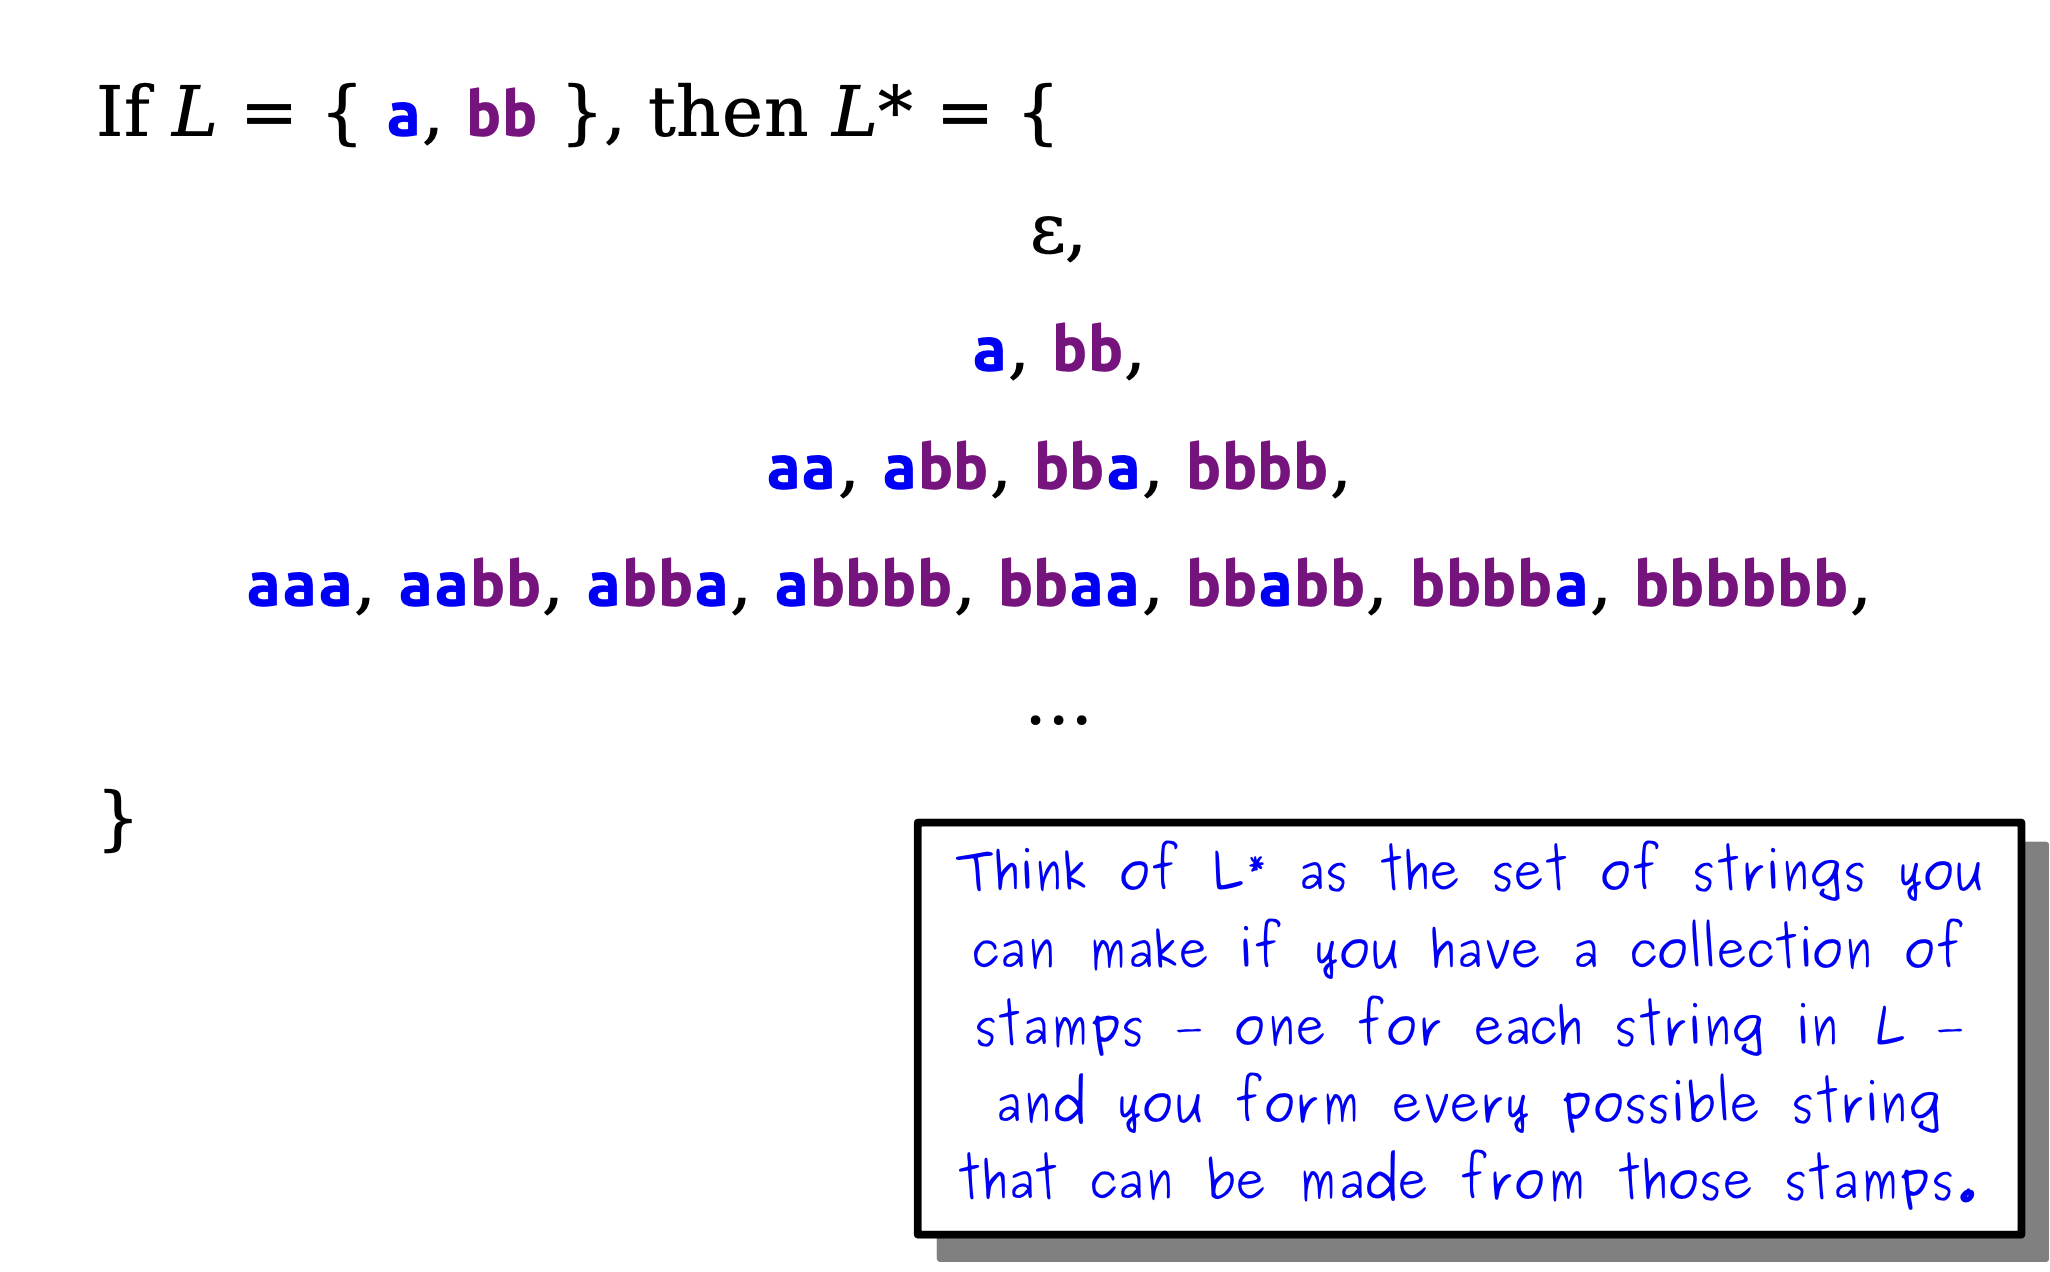 If L = { a, bb }, then L* = {
ε,
a, bb,
aa, abb, bba, bbbb,
aaa, aabb, abba, abbbb, bbaa, bbabb, bbbba, bbbbbb,
…
}
Think of L* as the set of strings you
can make if you have a collection of
stamps – one for each string in L –
and you form every possible string
that can be made from those stamps.